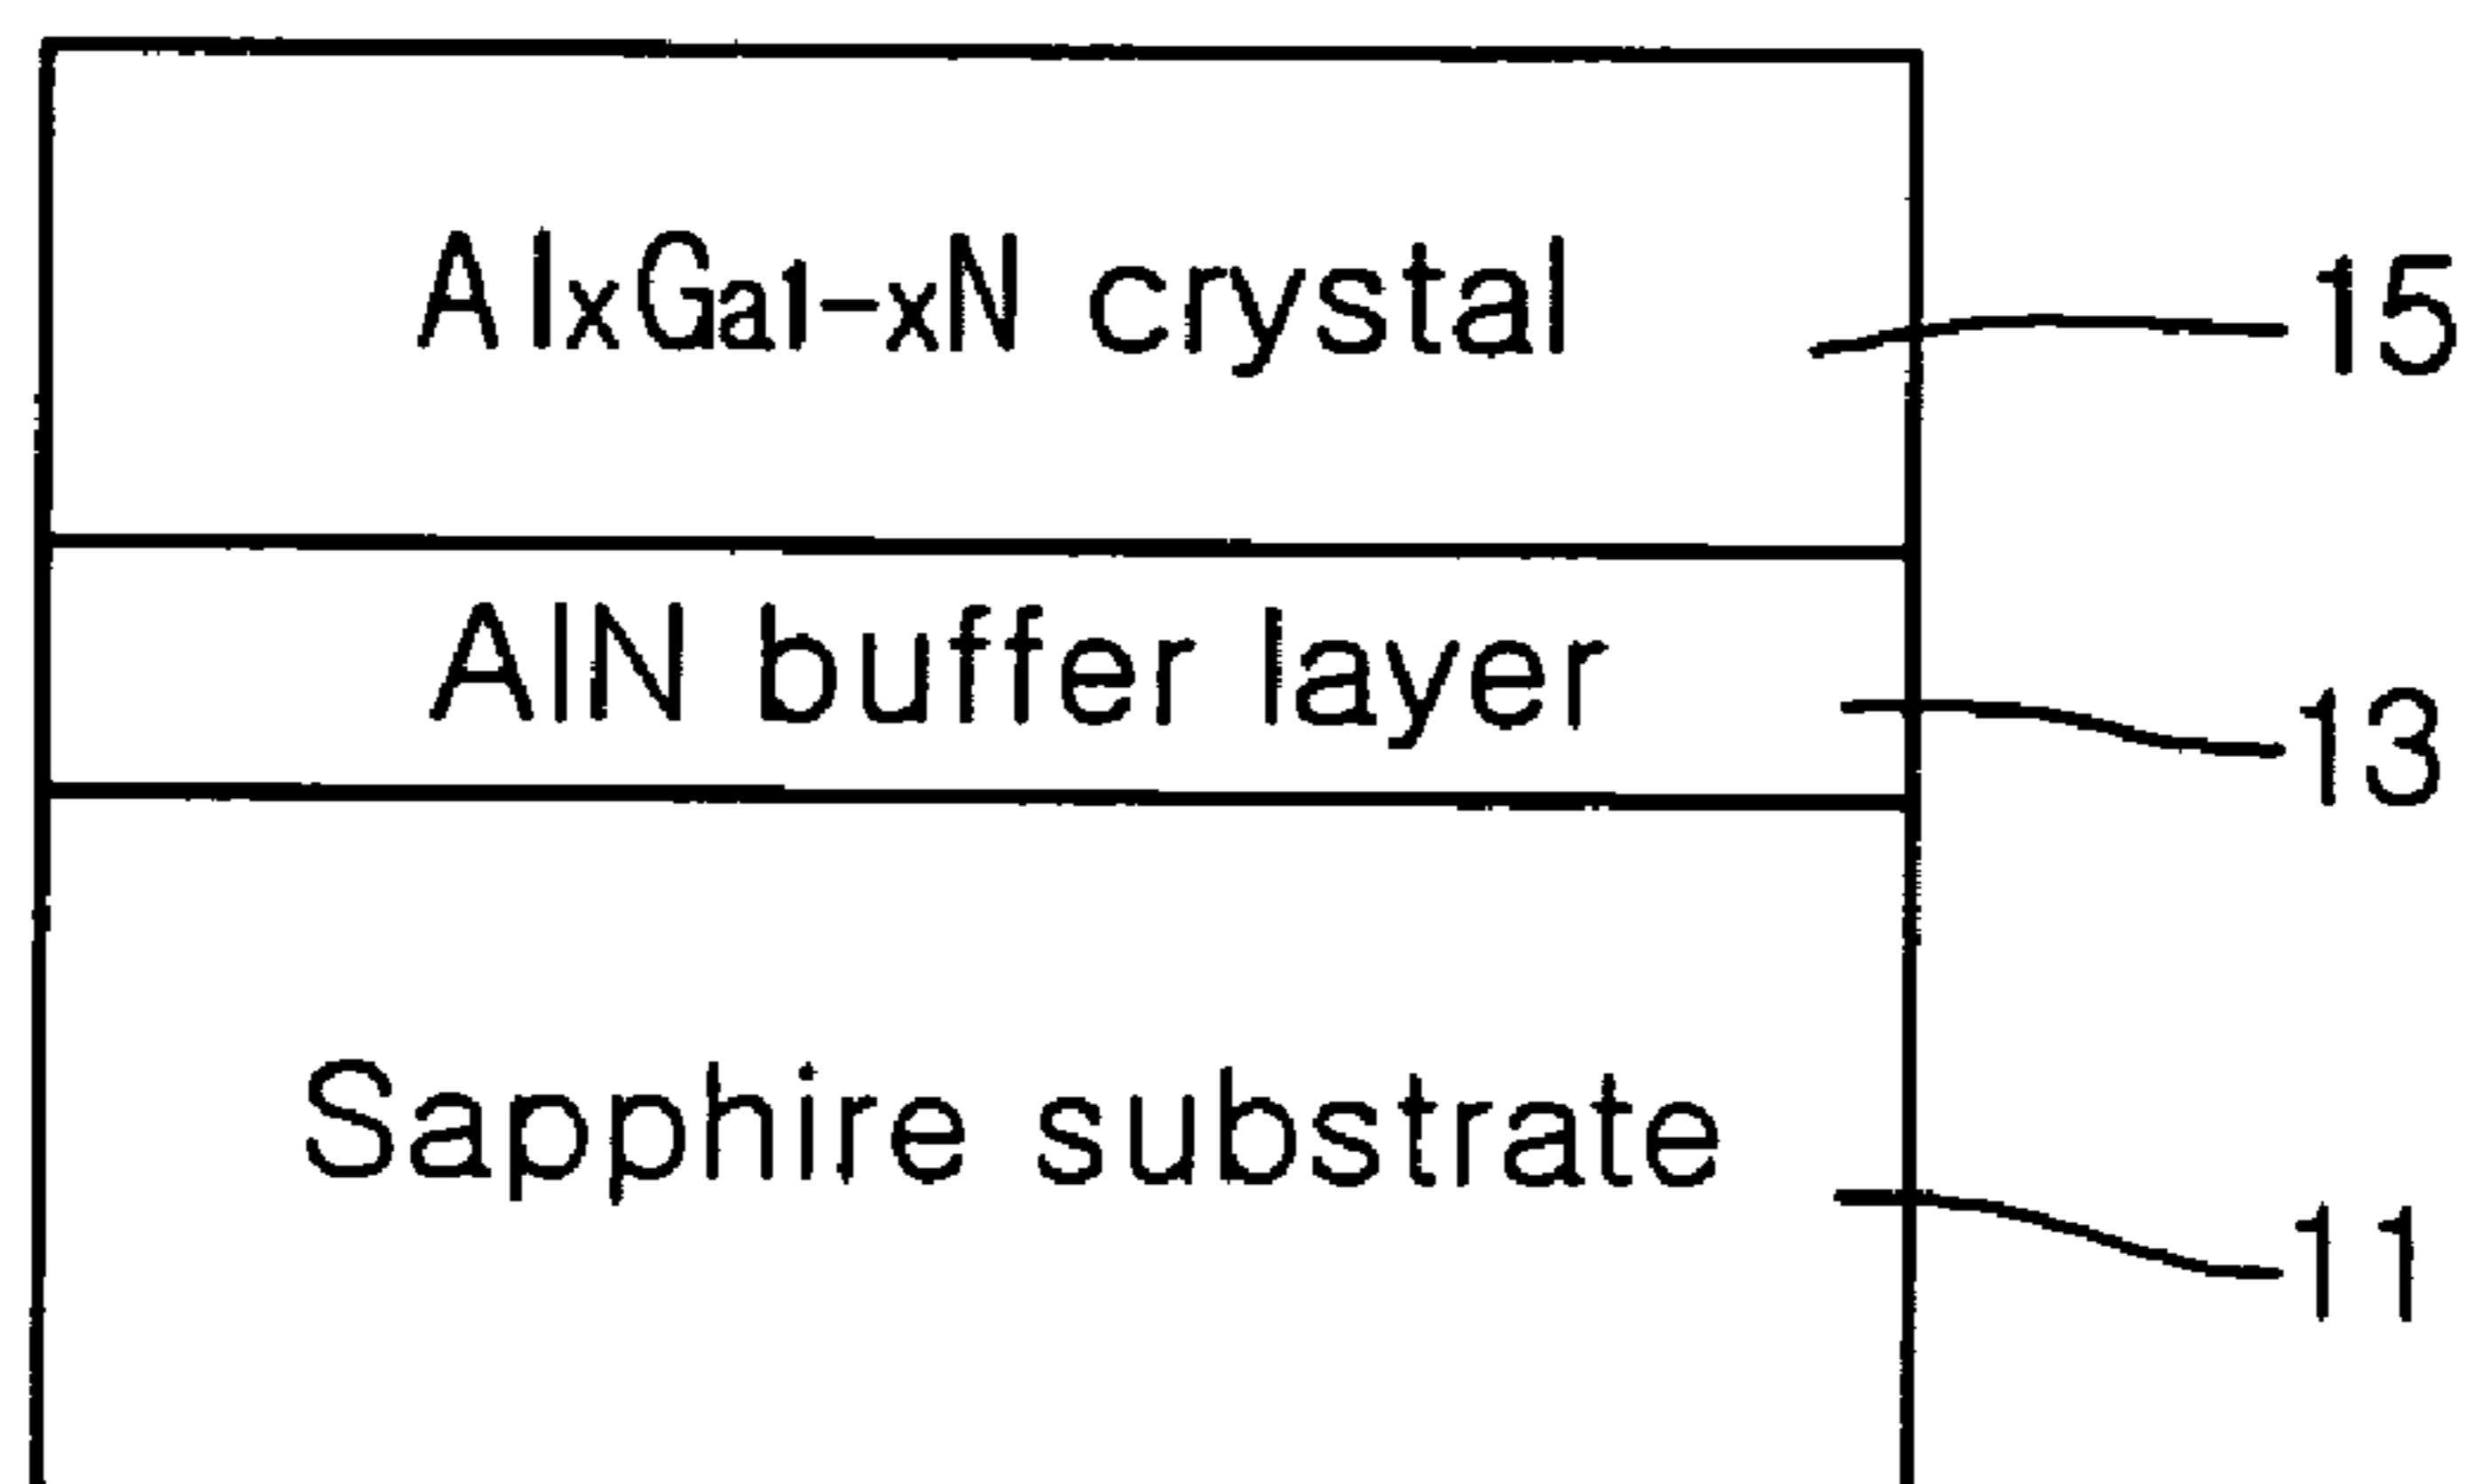 AlxGa1-xN crystal
15
AlN buffer layer
13
Sapphire substrate
11